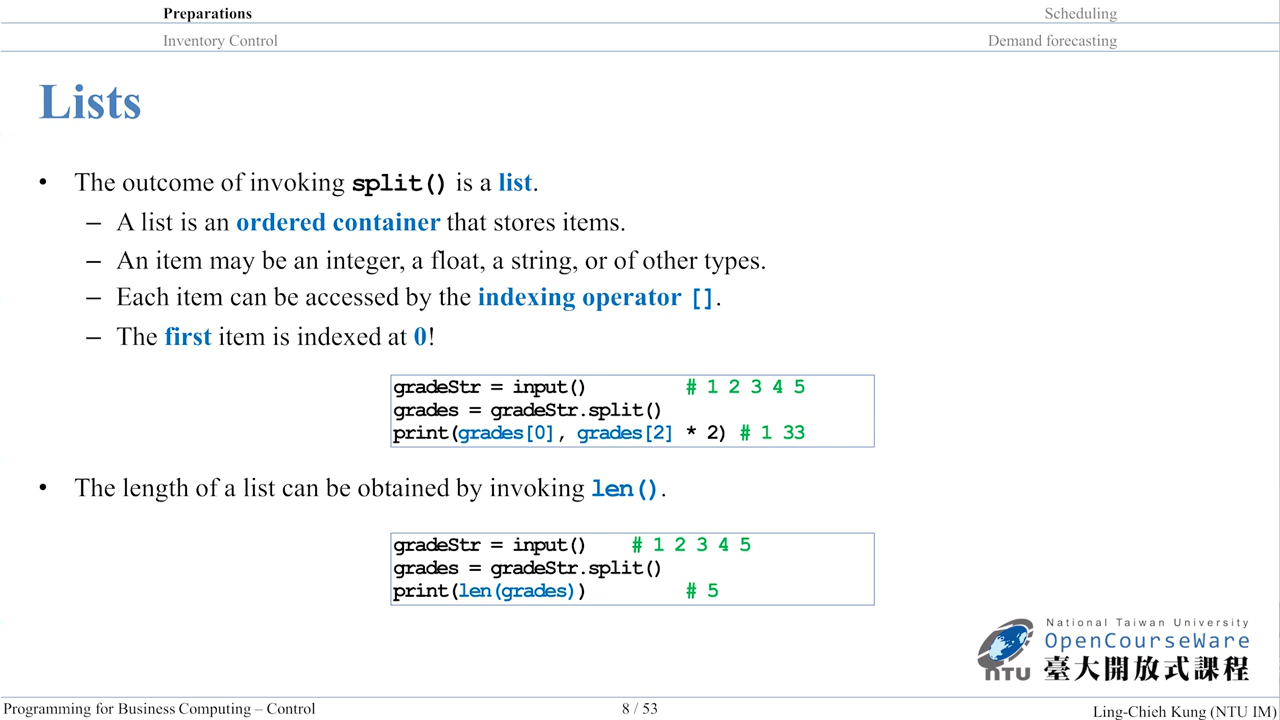 Preparations
Scheduling
Inventory Control
Demand forecasting
Lists
• The outcome of invoking split() is a list.
– A list is an ordered container that stores items.
– An item may be an integer, a float, a string, or of other types.
– Each item can be accessed by the indexing operator [].
– The first item is indexed at 0!
gradeStr = input() # 1 2 3 4 5
grades = gradeStr.split()
print(grades[0], grades[2] * 2) # 1 33
• The length of a list can be obtained by invoking len().
gradeStr = input() # 1 2 3 4 5
grades = gradeStr.split()
print(len(grades)) # 5
National Taiwan University
OpenCourseWare
NTU 臺大開放式課程
Programming for Business Computing – Control
8 / 53
Ling-Chieh Kung (NTU IM)